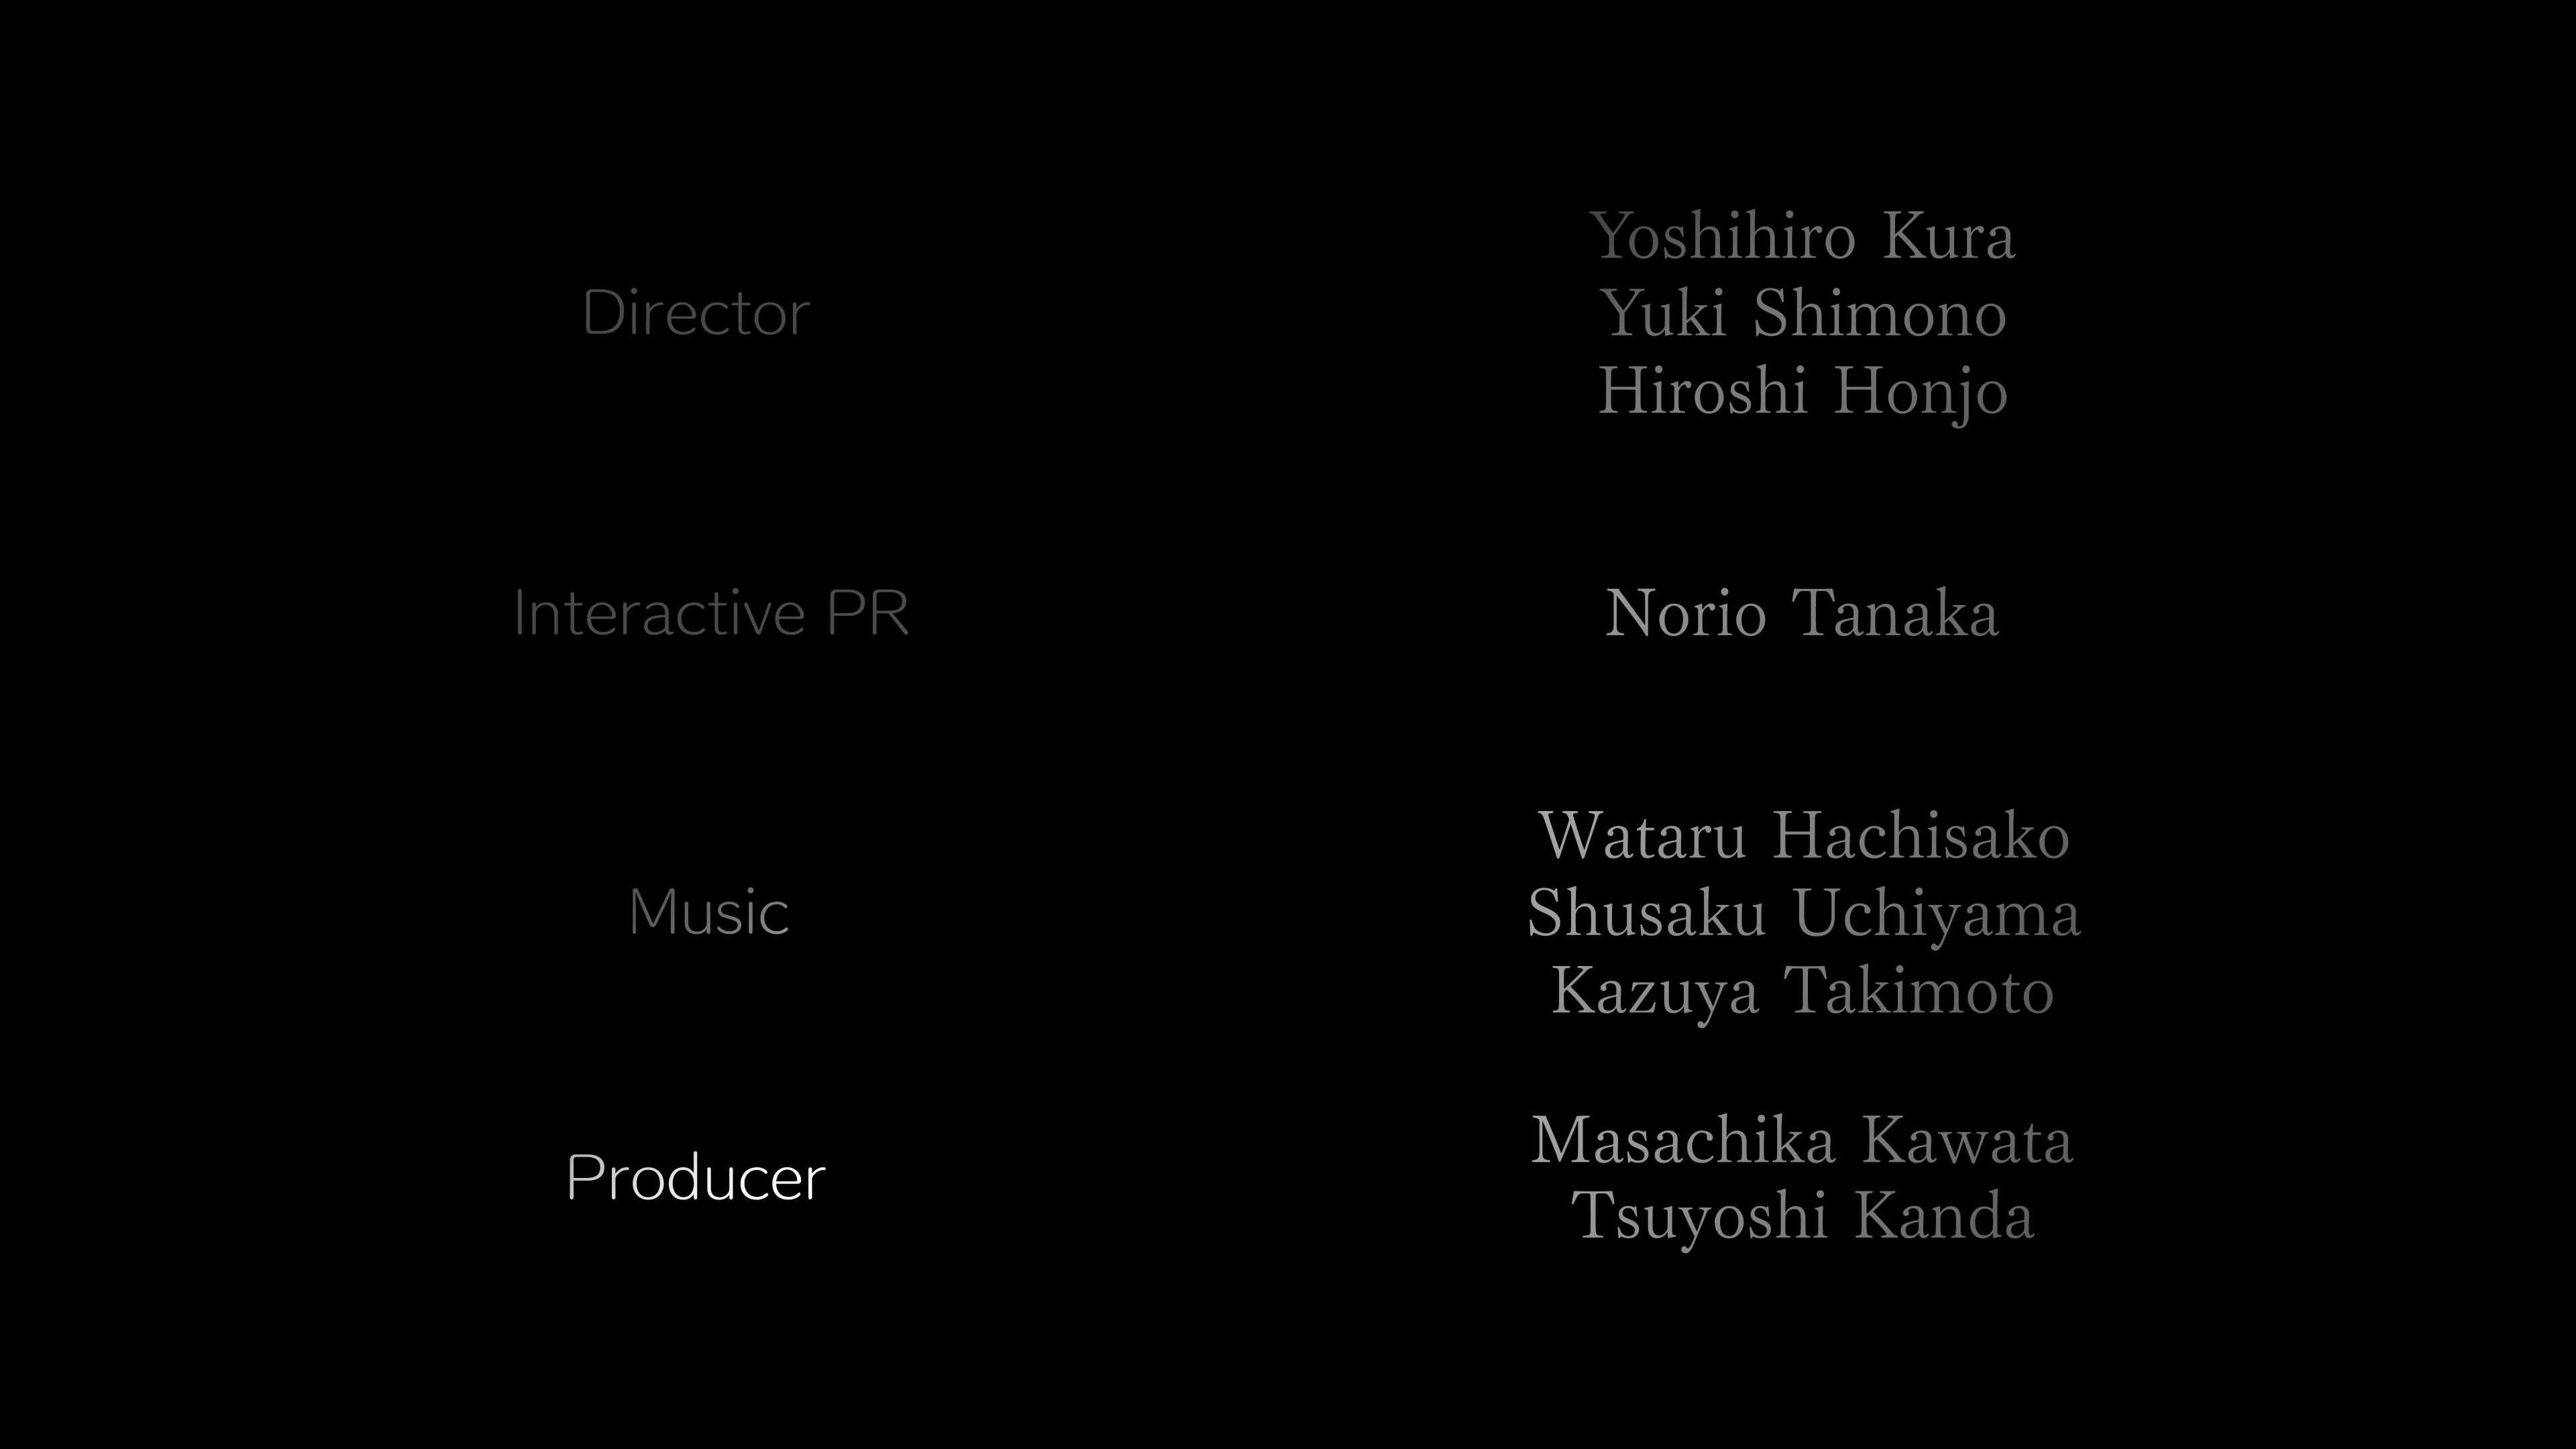 Director
Yoshihiro Kura
Yuki Shimono
Hiroshi Honjo
Interactive PR
Norio Tanaka
Music
Wataru Hachisako
Shusaku Uchiyama
Kazuya Takimoto
Producer
Masachika Kawata
Tsuyoshi Kanda